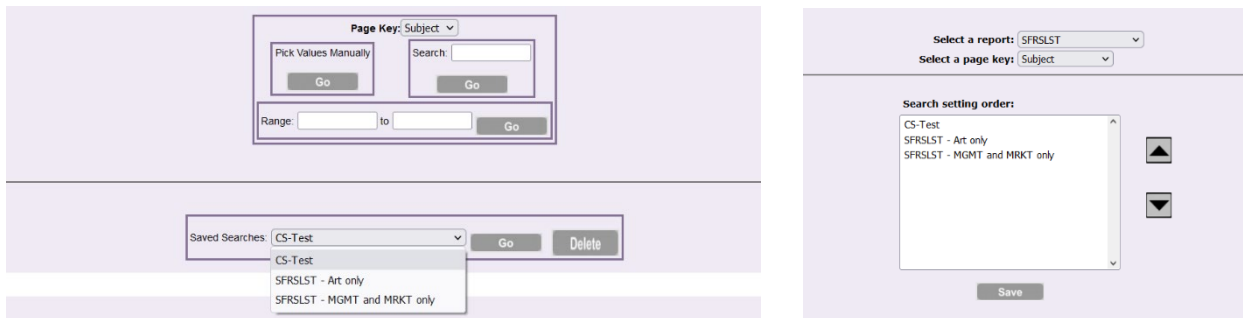 Page Key: Subject
Pick Values Manually
Go
Search:
Go
Range: to Go
Saved Searches: CS-Test Go Delete
CS-Test
SFRSLST - Art only
SFRSLST - MGMT and MRKT only
Select a report: SFRSLST
Select a page key: Subject
Search setting order:
CS-Test
SFRSLST - Art only
SFRSLST - MGMT and MRKT only
Save